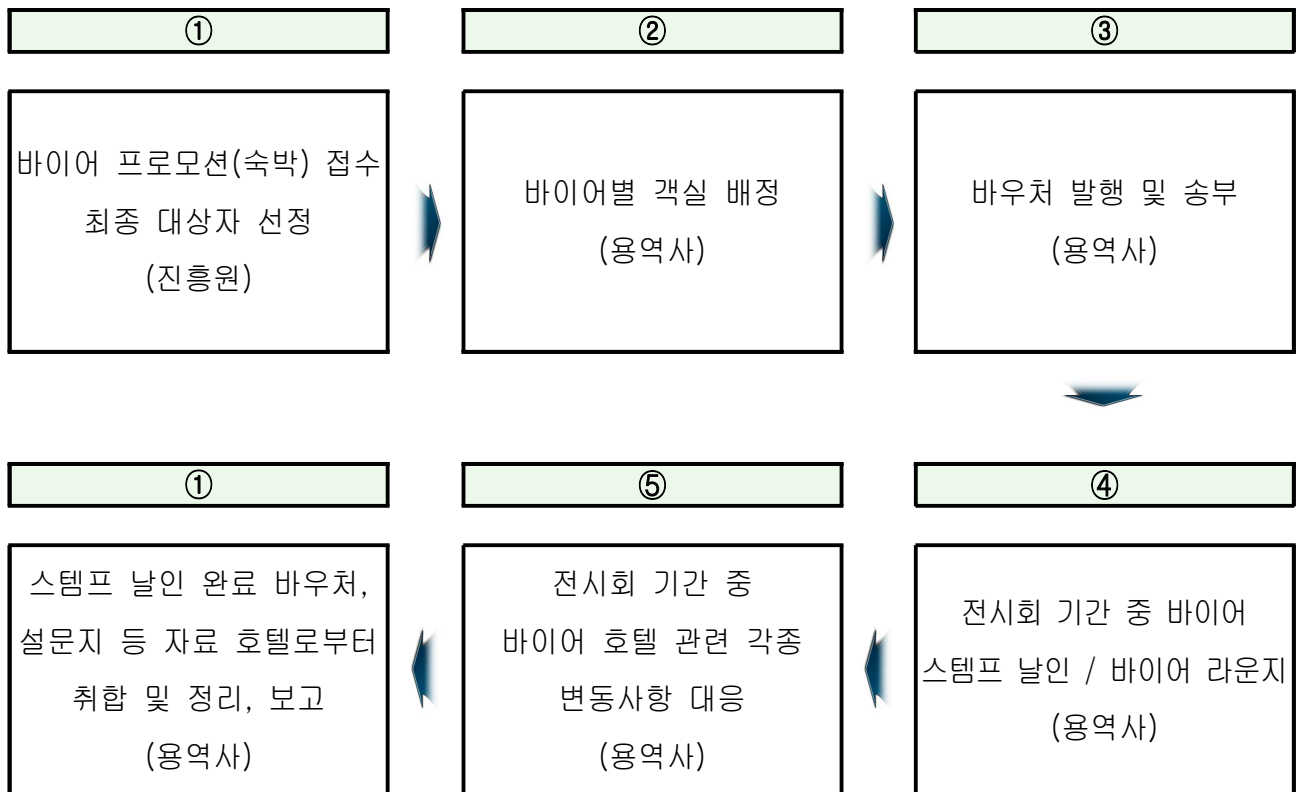 ①
바이어 프로모션(숙박) 접수
최종 대상자 선정
(진흥원)
②
바이어별 객실 배정
(용역사)
③
바우처 발행 및 송부
(용역사)
④
전시회 기간 중 바이어
스템프 날인 / 바이어 라운지
(용역사)
⑤
전시회 기간 중
바이어 호텔 관련 각종
변동사항 대응
(용역사)
①
스템프 날인 완료 바우처,
설문지 등 자료 호텔로부터
취합 및 정리, 보고
(용역사)